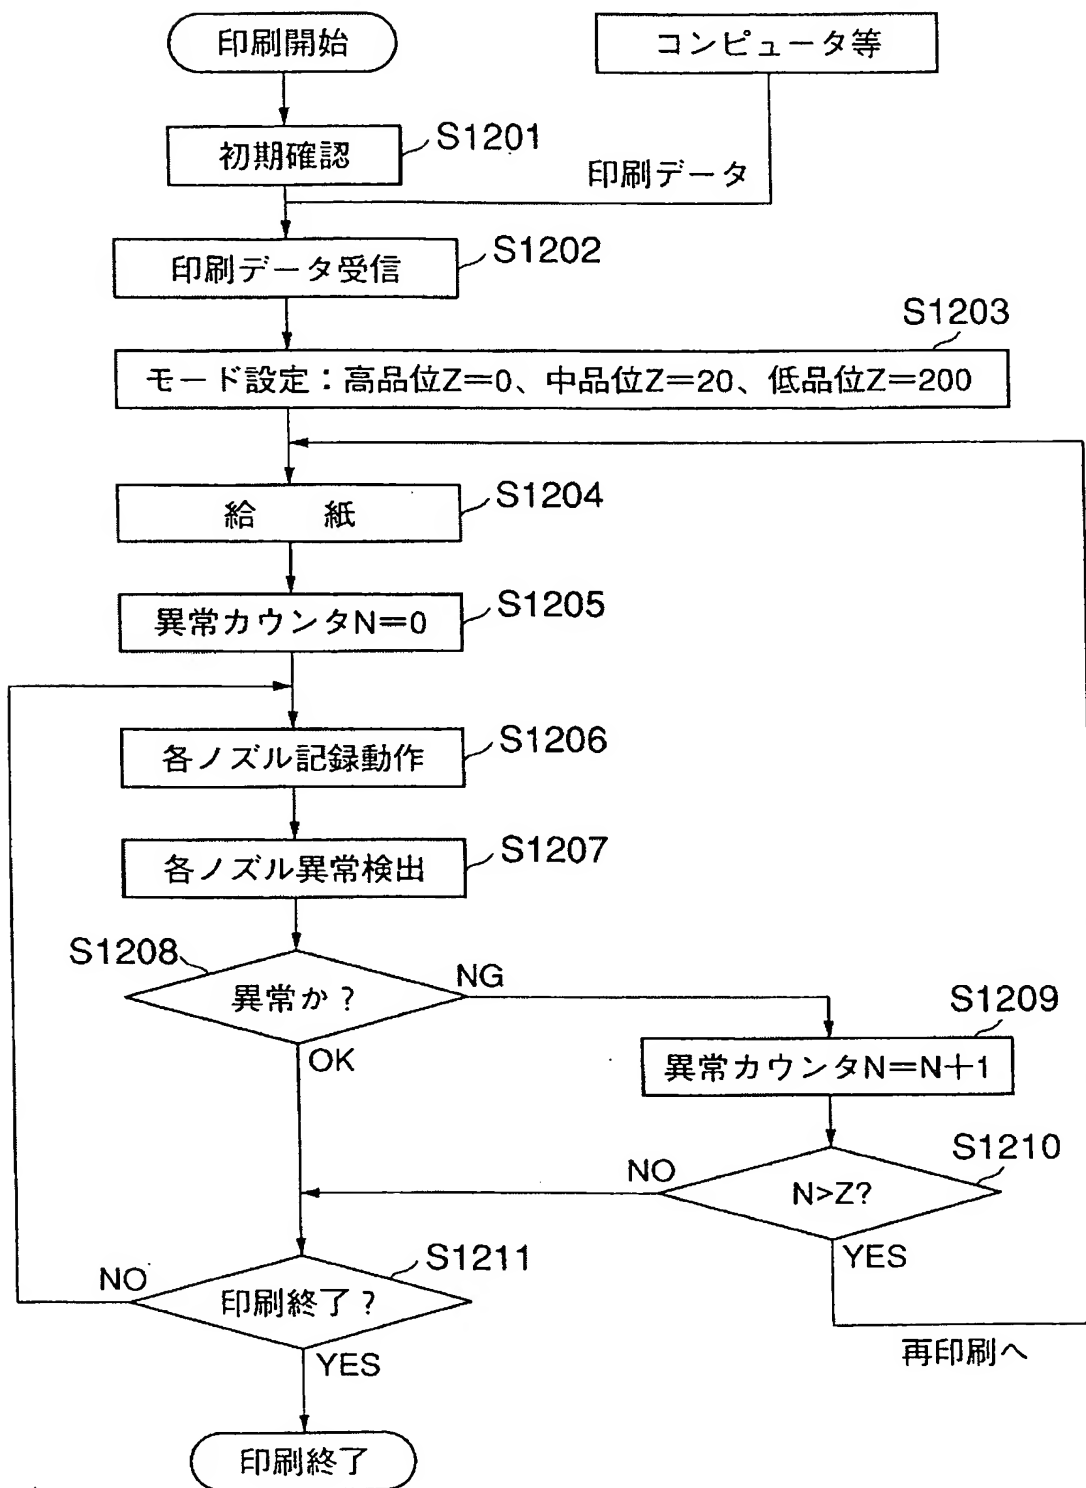 印刷開始
コンピュータ等
初期確認
S1201
印刷データ
印刷データ受信
S1202
S1203
モード設定：高品位Z＝0、中品位Z＝20、低品位Z＝200
給　　紙
S1204
異常カウンタN＝0
S1205
各ノズル記録動作
S1206
各ノズル異常検出
S1207
S1208
異常か？
NG
OK
S1209
異常カウンタN＝N＋1
S1210
N>Z?
NO
YES
再印刷へ
S1211
印刷終了？
NO
YES
印刷終了